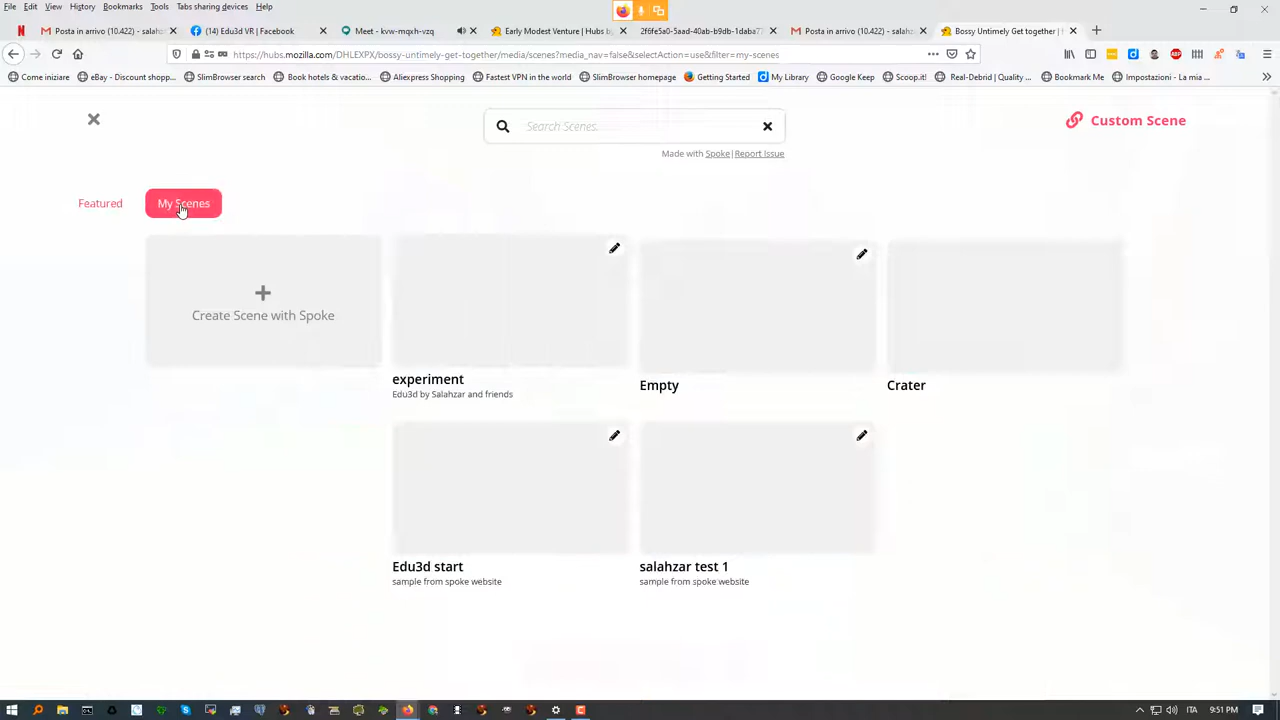 File Edit View History Bookmarks Tools Tabs sharing devices Help
Posta in arrivo (10.422) - salahza (14) Edu3d VR | Facebook Meet - kvw-mqxh-vzq Early Modest Venture | Hubs by 2f6fe5a0-5aad-40ab-b9db-1daba77 Posta in arrivo (10.422) - salahz Bossy Untimely Get together | H
https://hubs.mozilla.com/DHLEXPX/bossy-untimely-get-together/media/scenes?media_nav=false&selectAction=use&filter=my-scenes
Come iniziare eBay - Discount shopp... SlimBrowser search Book hotels & vacatio... Aliexpress Shopping Fastest VPN in the world SlimBrowser homepage Getting Started My Library Google Keep Scoop.it! Real-Debrid | Quality ... Bookmark Me Impostazioni - La mia ...
Search Scenes...
Custom Scene
Made with Spoke|Report Issue
Featured My Scenes
Create Scene with Spoke
experiment
Edu3d by Salahzar and friends
Empty
Crater
Edu3d start
sample from spoke website
salahzar test 1
sample from spoke website
ITA 9:51 PM